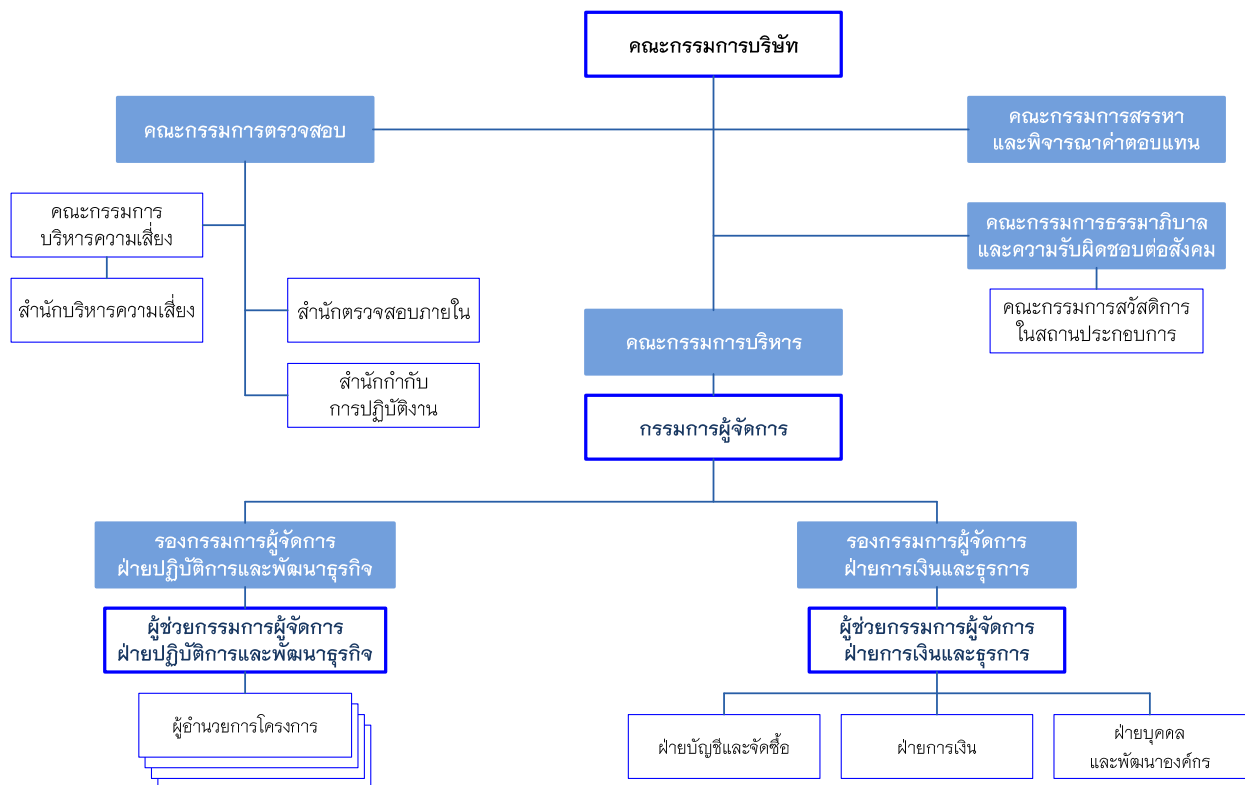 คณะกรรมการบริษัท
คณะกรรมการตรวจสอบ
คณะกรรมการสรรหา
และพิจารณาค่าตอบแทน
คณะกรรมการ
บริหารความเสี่ยง
คณะกรรมการธรรมาภิบาล
และความรับผิดชอบต่อสังคม
สำนักบริหารความเสี่ยง
สำนักตรวจสอบภายใน
คณะกรรมการสวัสดิการ
ในสถานประกอบการ
คณะกรรมการบริหาร
สำนักกำกับ
การปฏิบัติงาน
กรรมการผู้จัดการ
รองกรรมการผู้จัดการ
ฝ่ายปฏิบัติการและพัฒนาธุรกิจ
รองกรรมการผู้จัดการ
ฝ่ายการเงินและธุรการ
ผู้ช่วยกรรมการผู้จัดการ
ฝ่ายปฏิบัติการและพัฒนาธุรกิจ
ผู้ช่วยกรรมการผู้จัดการ
ฝ่ายการเงินและธุรการ
ผู้อำนวยการโครงการ
ฝ่ายบัญชีและจัดซื้อ
ฝ่ายการเงิน
ฝ่ายบุคคล
และพัฒนาองค์กร